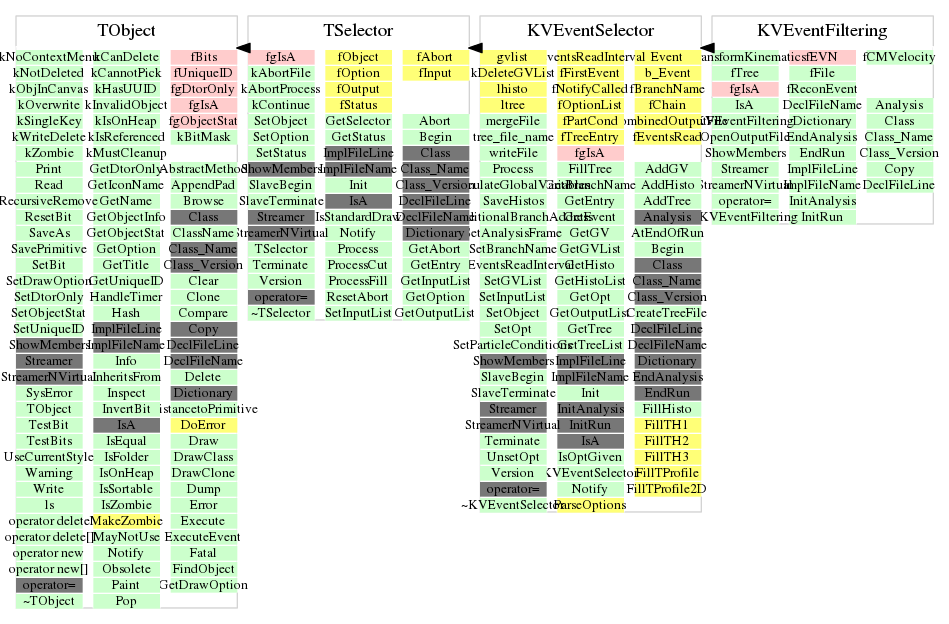 TObject
kNoContextMenu kCanDelete fBits
kNotDeleted kCannotPick fUniqueID
kObjInCanvas kHasUUID fgDtorOnly
kOverwrite kInvalidObject fgIsA
kSingleKey kIsOnHeap fgObjectStat
kWriteDelete kIsReferenced kBitMask
kZombie kMustCleanup
Print GetDtorOnly AbstractMethod
Read GetIconName AppendPad
RecursiveRemove GetName Browse
ResetBit GetObjectInfo Class
SaveAs GetObjectStat ClassName
SavePrimitive GetOption Class_Name
SetBit GetTitle Class_Version
SetDrawOption GetUniqueID Clear
SetDtorOnly HandleTimer Clone
SetObjectStat Hash Compare
SetUniqueID ImplFileLine Copy
ShowMembers ImplFileName DeclFileLine
Streamer Info DeclFileName
StreamerNVirtual InheritsFrom Delete
SysError Inspect Dictionary
TObject InvertBit istancetoPrimitive
TestBit IsA DoError
TestBits IsEqual Draw
UseCurrentStyle IsFolder DrawClass
Warning IsOnHeap DrawClone
Write IsSortable Dump
ls IsZombie Error
operator delete MakeZombie Execute
operator delete[] MayNotUse ExecuteEvent
operator new Notify Fatal
operator new[] Obsolete FindObject
operator= Paint GetDrawOption
~TObject Pop
TSelector
fgIsA fObject fAbort
kAbortFile fOption fInput
kAbortProcess fOutput
kContinue fStatus
SetObject GetSelector Abort
SetOption GetStatus Begin
SetStatus ImplFileLine Class
ShowMembers ImplFileName Class_Name
SlaveBegin Init Class_Version
SlaveTerminate IsA DeclFileLine
Streamer IsStandardDraw DeclFileName
StreamerNVirtual Notify Dictionary
TSelector Process GetAbort
Terminate ProcessCut GetEntry
Version ProcessFill GetInputList
operator= ResetAbort GetOption
~TSelector SetInputList GetOutputList
KVEventSelector
gvlist ventsReadInterval Event
kDeleteGVList fFirstEvent b_Event
lhisto fNotifyCalled fBranchName
ltree fOptionList fChain
mergeFile fPartCond
tree_file_name fTreeEntry fEventsRead
writeFile fgIsA
Process FillTree AddGV
AddHisto
SaveHistos GetEntry AddTree
GetEvent Analysis
SetAnalysisFrame GetGV AtEndOfRun
SetBranchName GetGVList Begin
EventsReadInterval GetHisto Class
SetGVList GetHistoList Class_Name
SetInputList GetOpt Class_Version
SetObject GetOutputList CreateTreeFile
SetOpt GetTree DeclFileLine
SetParticleConditions GetTreeList DeclFileName
ShowMembers ImplFileLine Dictionary
SlaveBegin ImplFileName EndAnalysis
SlaveTerminate Init EndRun
Streamer InitAnalysis FillHisto
StreamerNVirtual InitRun FillTH1
Terminate IsA FillTH2
UnsetOpt IsOptGiven FillTH3
Version KVEventSelector FillTProfile
operator= Notify FillTProfile2D
~KVEventSelector ParseOptions
KVEventFiltering
fEVN fCMVelocity
fTree fFile
fgIsA fReconEvent
IsA DeclFileName Analysis
Dictionary Class
OpenOutputFile EndAnalysis Class_Name
ShowMembers EndRun Class_Version
Streamer ImplFileLine Copy
StreamerNVirtual ImplFileName DeclFileLine
operator= InitAnalysis
KVEventFiltering InitRun